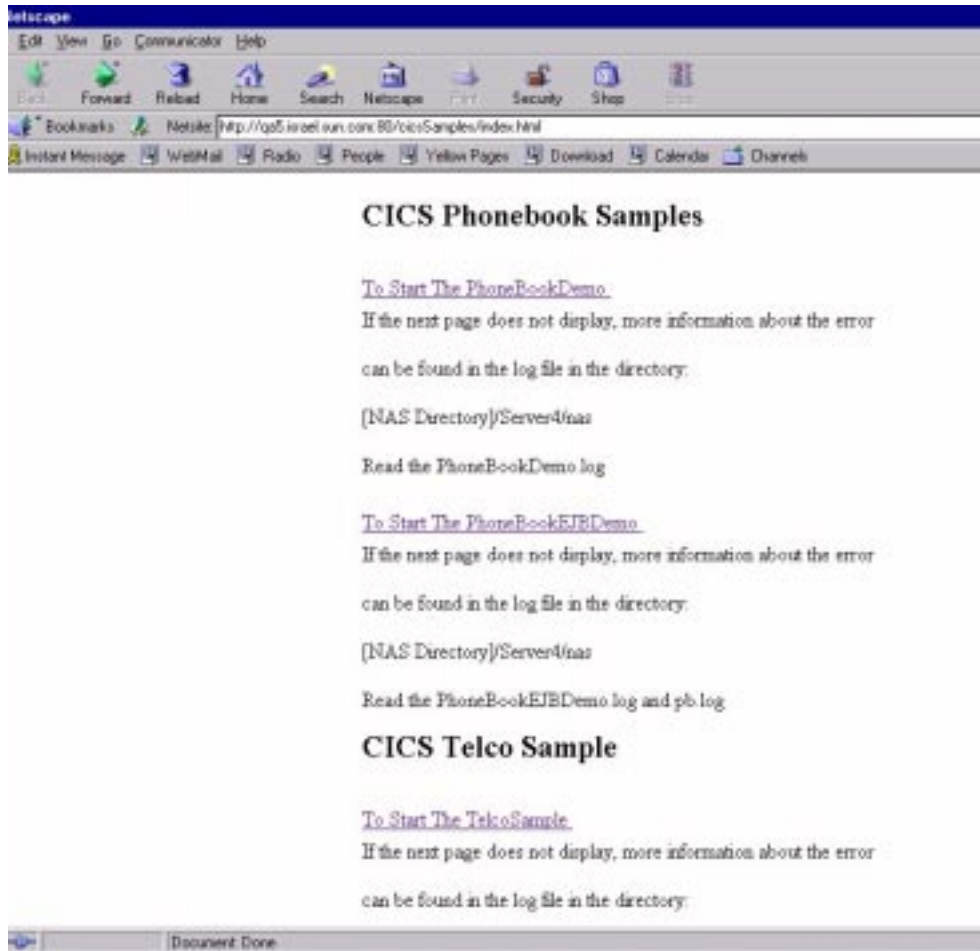 Netscape
Edit View Go Communicator Help
Forward Reload Home Search Netscape Print Security Shop
Bookmarks Netsite: http://qa5.israel.sun.com:80/cicsSamples/index.html
Instant Message WebMail Radio People Yellow Pages Download Calendar Channels
CICS Phonebook Samples
To Start The PhoneBookDemo
If the next page does not display, more information about the error
can be found in the log file in the directory:
[NAS Directory]/Server4/nas
Read the PhoneBookDemo.log
To Start The PhoneBookEJBDemo
If the next page does not display, more information about the error
can be found in the log file in the directory:
[NAS Directory]/Server4/nas
Read the PhoneBookEJBDemo.log and pb.log
CICS Telco Sample
To Start The TelcoSample
If the next page does not display, more information about the error
can be found in the log file in the directory:
Document: Done